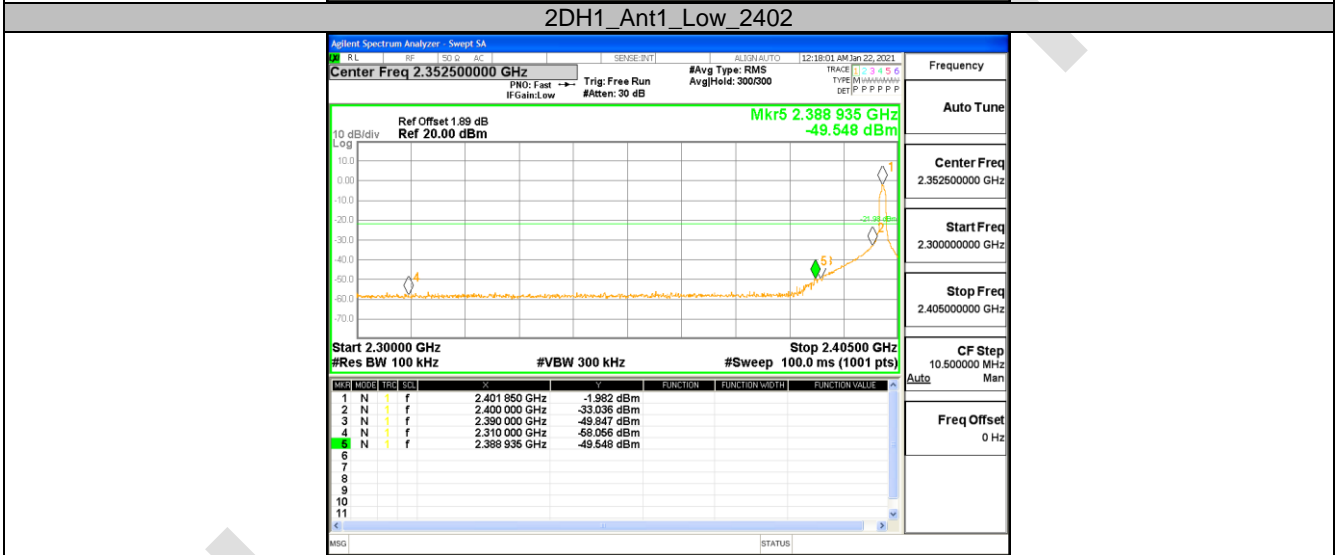 2DH1_Ant1_Low_2402
Agilent Spectrum Analyzer - Swept SA
RL RF 50 Ω AC SENSE:INT ALIGN AUTO 12:18:01 AM Jan 22, 2021
Center Freq 2.352500000 GHz
PNO: Fast
IFGain:Low
Trig: Free Run
#Atten: 30 dB
#Avg Type: RMS
Avg|Hold: 300/300
TRACE 1 2 3 4 5 6
TYPE M
DET P P P P P P
Ref Offset 1.89 dB
Ref 20.00 dBm
10 dB/div
Log
Mkr5 2.388 935 GHz
-49.548 dBm
10.0
0.00
-10.0
-20.0
-30.0
-40.0
-50.0
-60.0
-70.0
1
2
4
5
Start 2.30000 GHz
Stop 2.40500 GHz
#Res BW 100 kHz
#VBW 300 kHz
#Sweep 100.0 ms (1001 pts)
MKR MODE TRC SCL X Y FUNCTION FUNCTION WIDTH FUNCTION VALUE
1 N 1 f 2.401 850 GHz -1.982 dBm
2 N 1 f 2.400 000 GHz -33.036 dBm
3 N 1 f 2.390 000 GHz -49.847 dBm
4 N 1 f 2.310 000 GHz -58.056 dBm
5 N 1 f 2.388 935 GHz -49.548 dBm
6
7
8
9
10
11
MSG
STATUS
Frequency
Auto Tune
Center Freq
2.352500000 GHz
Start Freq
2.300000000 GHz
Stop Freq
2.405000000 GHz
CF Step
10.500000 MHz
Auto Man
Freq Offset
0 Hz